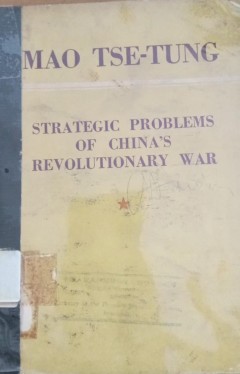 MAO TSE-TUNG
STRATEGIC PROBLEMS
OF CHINA'S
REVOLUTIONARY WAR